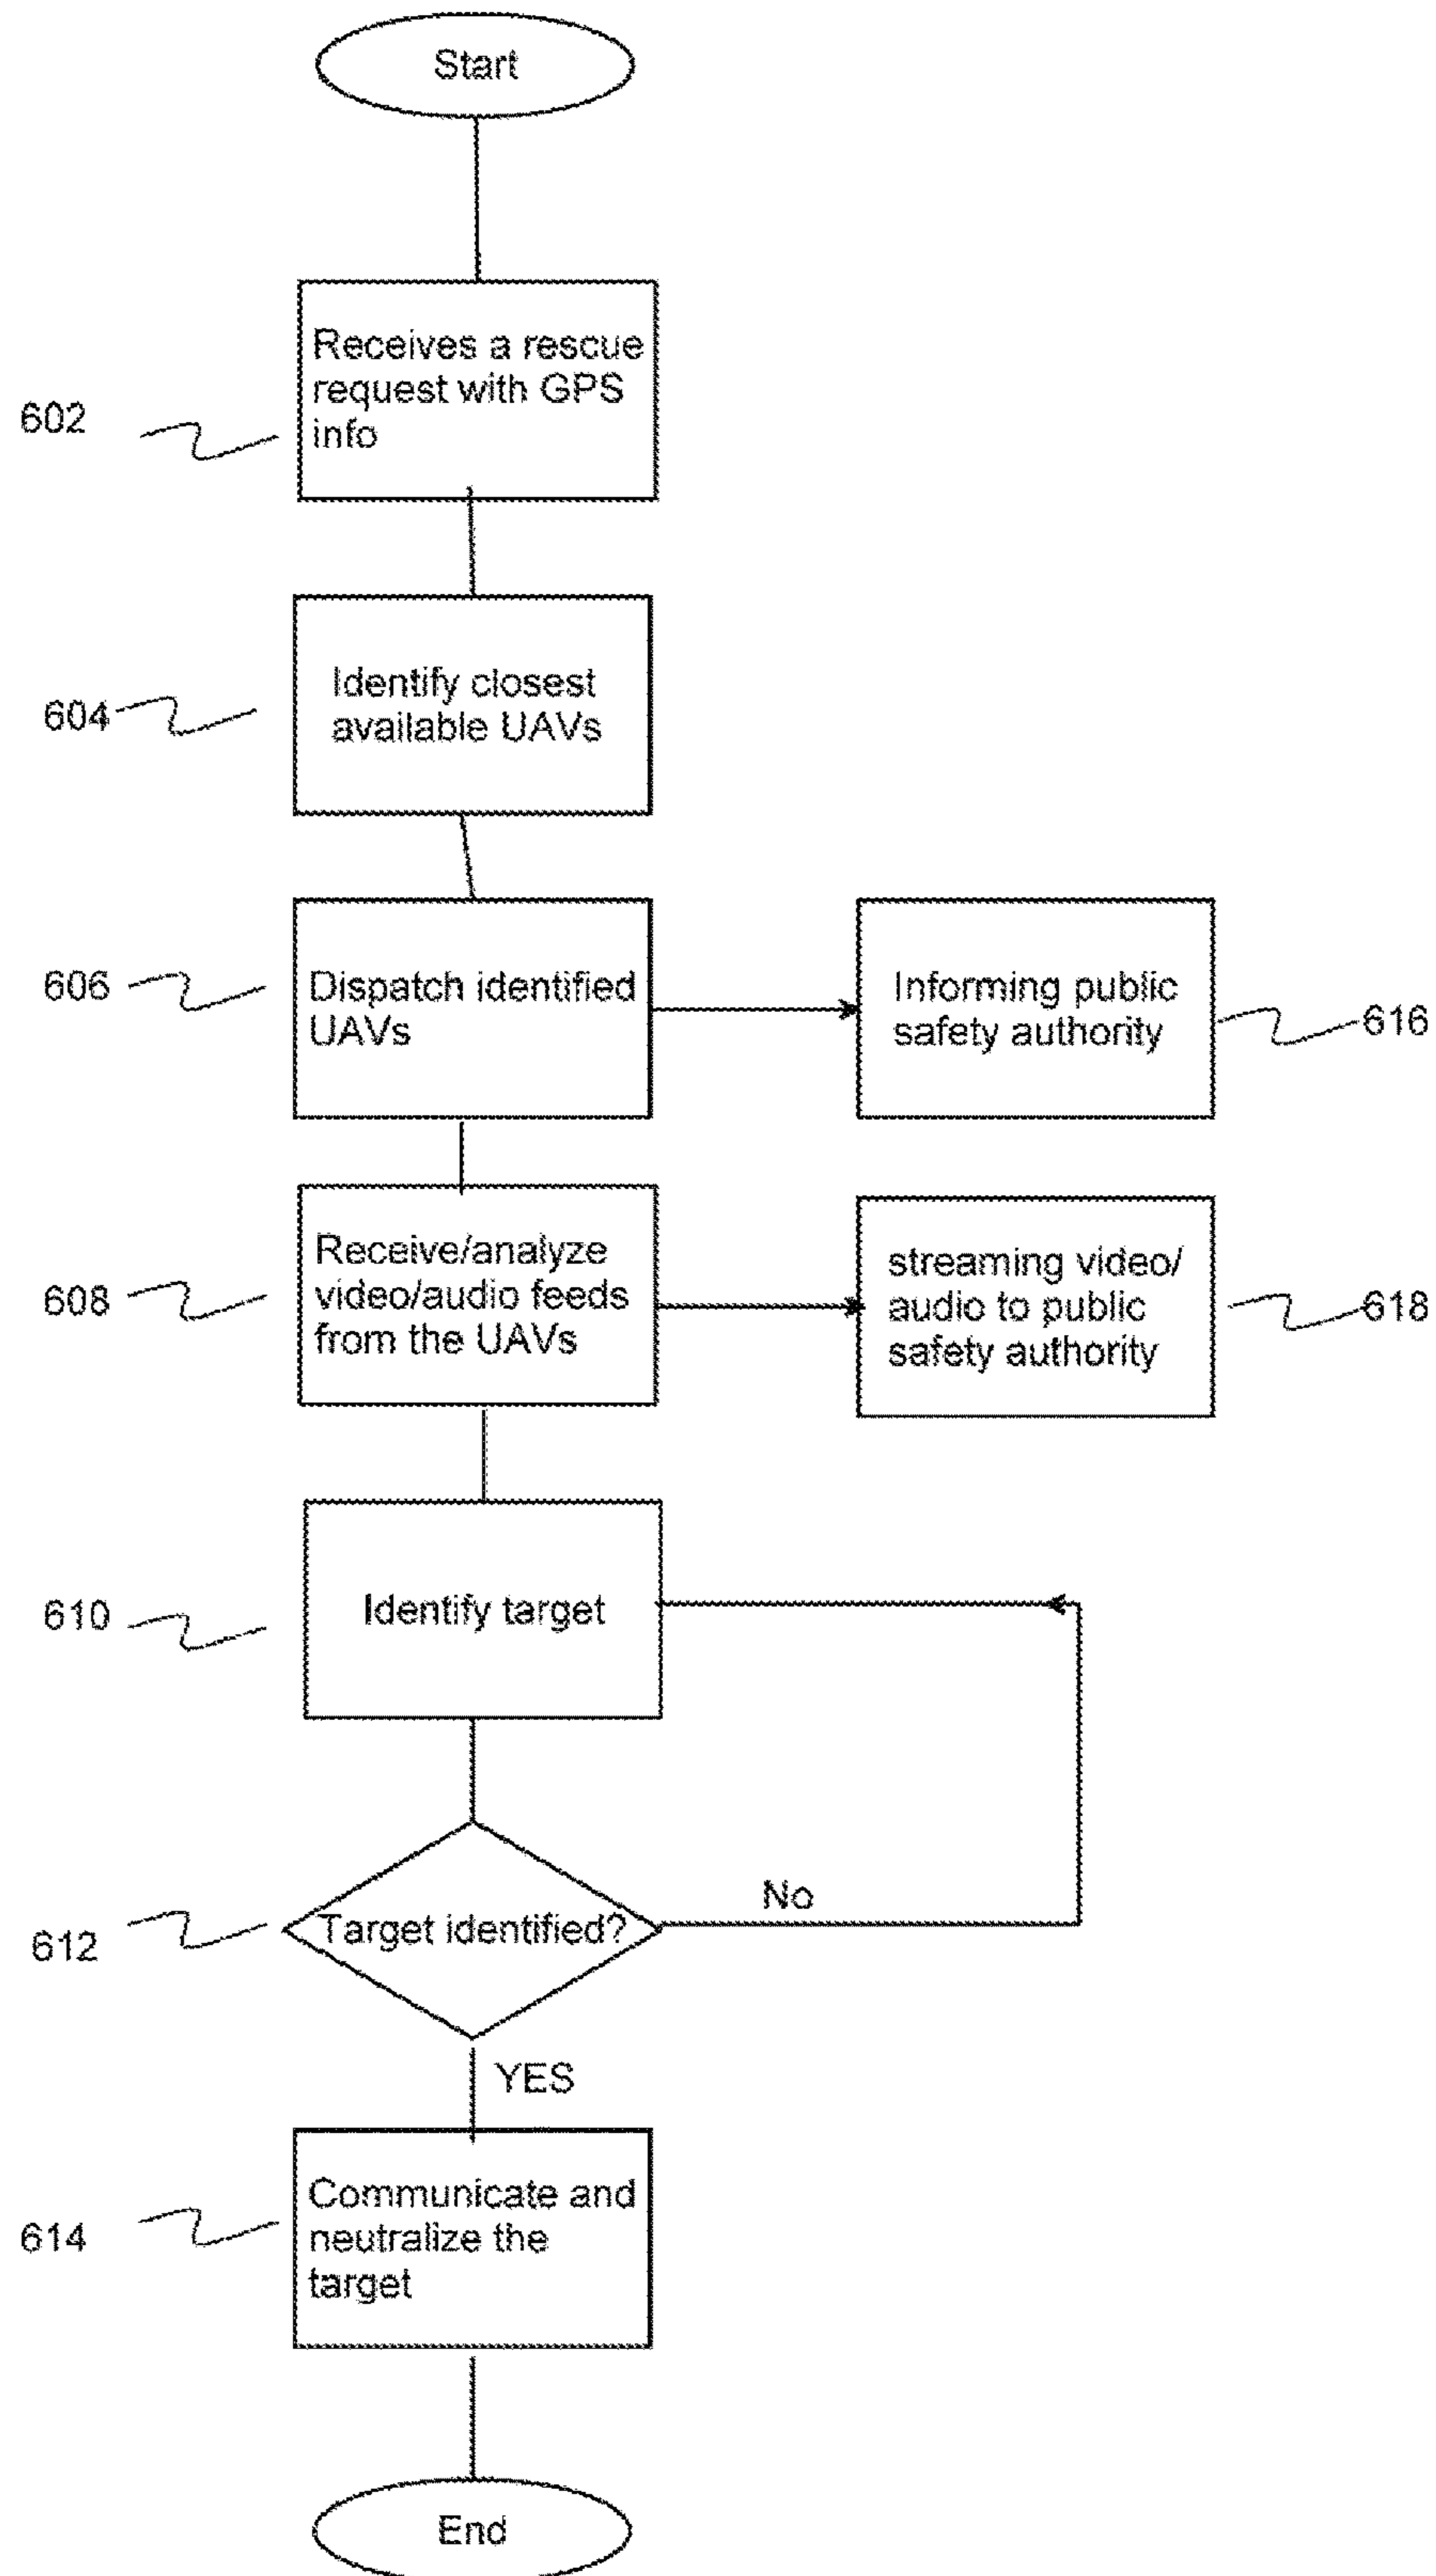 Start
Receives a rescue
request with GPS
info
602
Identify closest
available UAVs
604
Dispatch identified
UAVs
606
Informing public
safety authority
616
Receive/analyze
video/audio feeds
from the UAVs
608
streaming video/
audio to public
safety authority
618
Identify target
610
Target identified?
No
612
YES
Communicate and
neutralize the
target
614
End